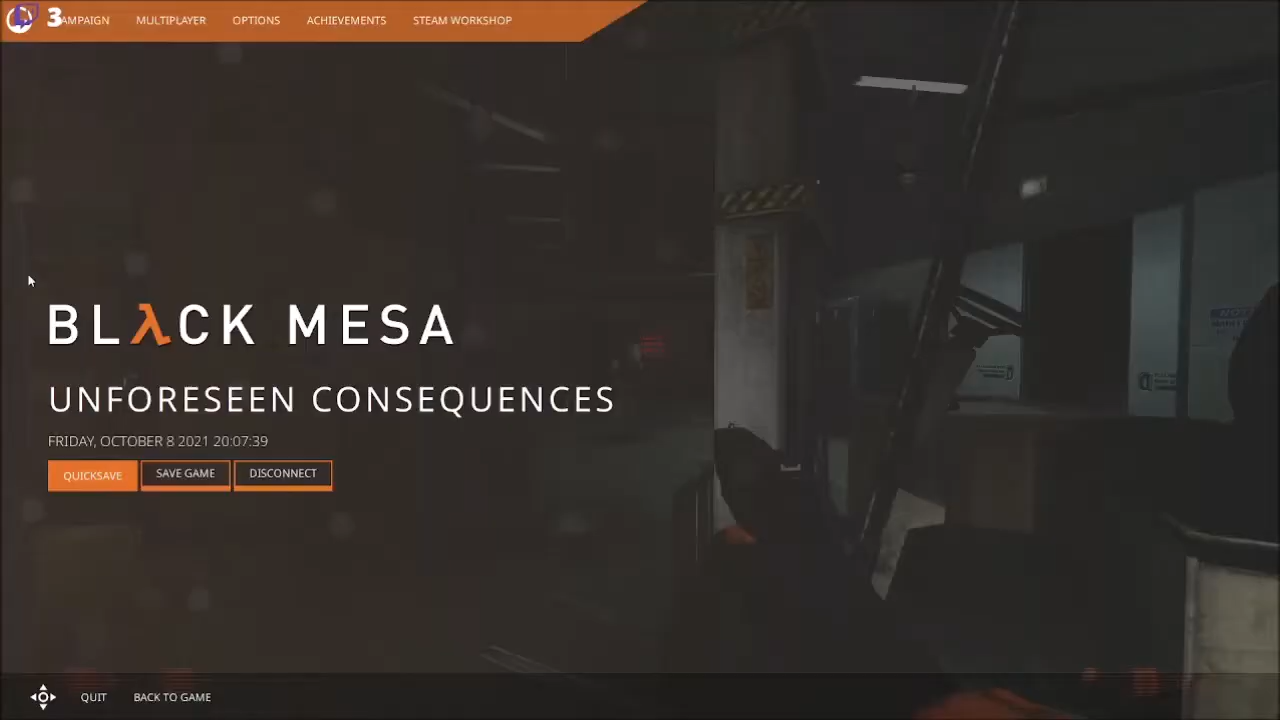 3
AMPAIGN MULTIPLAYER OPTIONS ACHIEVEMENTS STEAM WORKSHOP
BLλCK MESA
UNFORESEEN CONSEQUENCES
FRIDAY, OCTOBER 8 2021 20:07:39
QUICKSAVE SAVE GAME DISCONNECT
QUIT BACK TO GAME